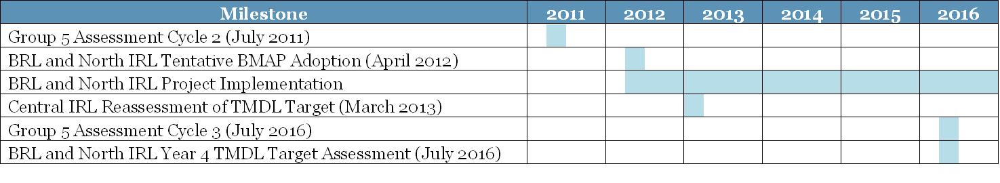 Milestone 2011 2012 2013 2014 2015 2016
Group 5 Assessment Cycle 2 (July 2011)
BRL and North IRL Tentative BMAP Adoption (April 2012)
BRL and North IRL Project Implementation
Central IRL Reassessment of TMDL Target (March 2013)
Group 5 Assessment Cycle 3 (July 2016)
BRL and North IRL Year 4 TMDL Target Assessment (July 2016)